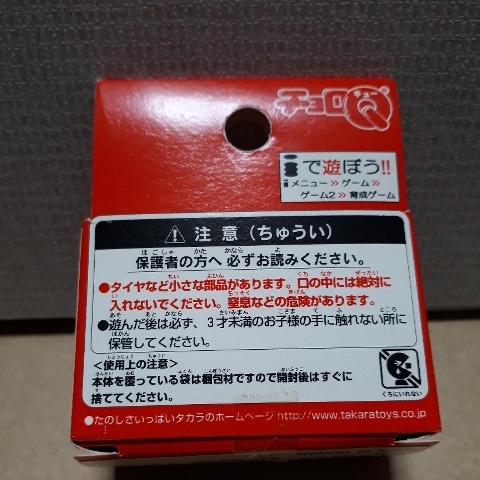 チョロQ
で遊ぼう!!
メニュー≫ゲーム≫
ゲーム2≫育成ゲーム
注意(ちゅうい)
保護者の方へ 必ずお読みください。
●タイヤなど小さな部品があります。口の中には絶対に
入れないでください。窒息などの危険があります。
●遊んだ後は必ず、3才未満のお子様の手に触れない所に
保管してください。
<使用上の注意>
本体を覆っている袋は梱包材ですので開封後はすぐに
捨ててください。
くちにいれない
●たのしさいっぱいタカラのホームページ http://www.takaratoys.co.jp